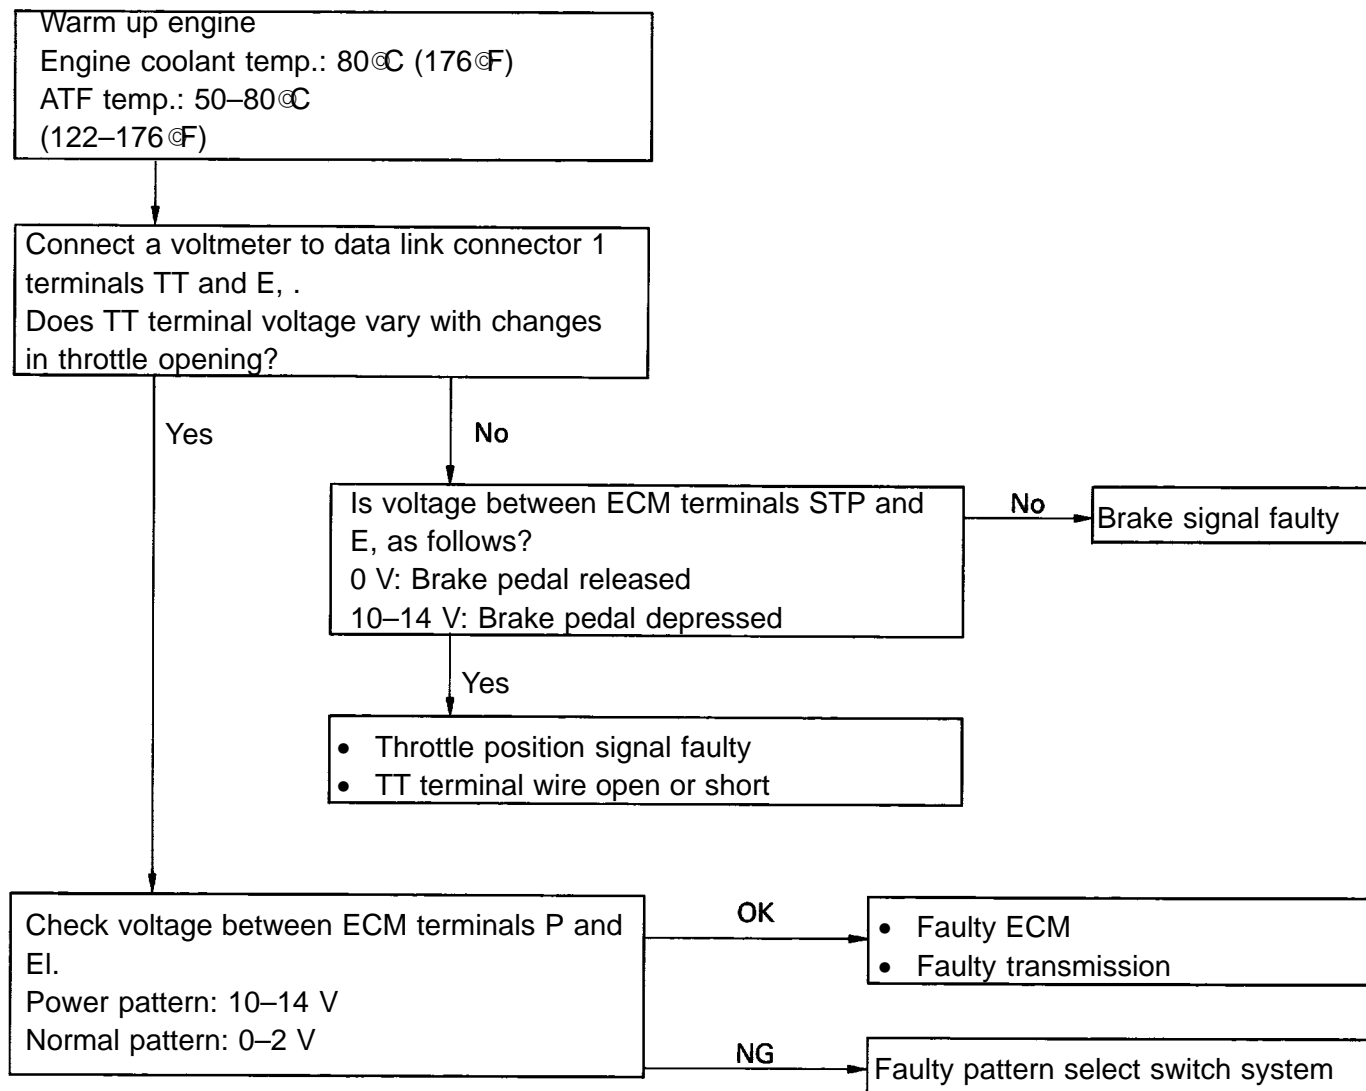 Warm up engine
Engine coolant temp.: 80©C (176©F)
ATF temp.: 50–80©C
(122–176©F)
Connect a voltmeter to data link connector 1
terminals TT and E, .
Does TT terminal voltage vary with changes
in throttle opening?
Yes
No
Is voltage between ECM terminals STP and
E, as follows?
0 V: Brake pedal released
10–14 V: Brake pedal depressed
No
Brake signal faulty
Yes
• Throttle position signal faulty
• TT terminal wire open or short
Check voltage between ECM terminals P and
El.
Power pattern: 10–14 V
Normal pattern: 0–2 V
OK
• Faulty ECM
• Faulty transmission
NG
Faulty pattern select switch system